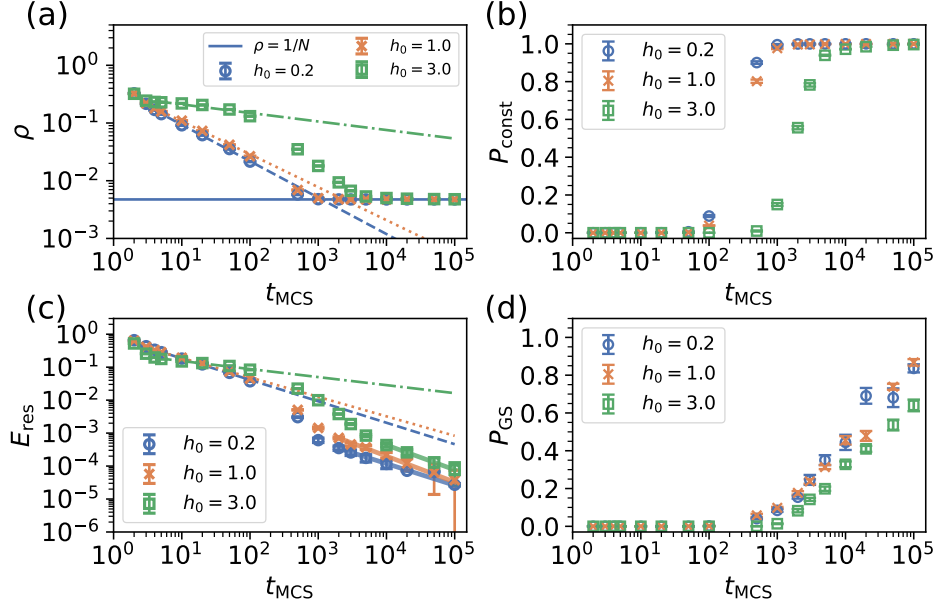 (a)
ρ = 1/N
h₀ = 0.2
h₀ = 1.0
h₀ = 3.0
ρ
10⁰
10⁻¹
10⁻²
10⁻³
10⁰ 10¹ 10² 10³ 10⁴ 10⁵
t_MCS
(b)
h₀ = 0.2
h₀ = 1.0
h₀ = 3.0
P_const
1.0
0.8
0.6
0.4
0.2
0.0
10⁰ 10¹ 10² 10³ 10⁴ 10⁵
t_MCS
(c)
E_res
10⁰
10⁻¹
10⁻²
10⁻³
10⁻⁴
10⁻⁵
10⁻⁶
h₀ = 0.2
h₀ = 1.0
h₀ = 3.0
10⁰ 10¹ 10² 10³ 10⁴ 10⁵
t_MCS
(d)
h₀ = 0.2
h₀ = 1.0
h₀ = 3.0
P_GS
1.0
0.8
0.6
0.4
0.2
0.0
10⁰ 10¹ 10² 10³ 10⁴ 10⁵
t_MCS